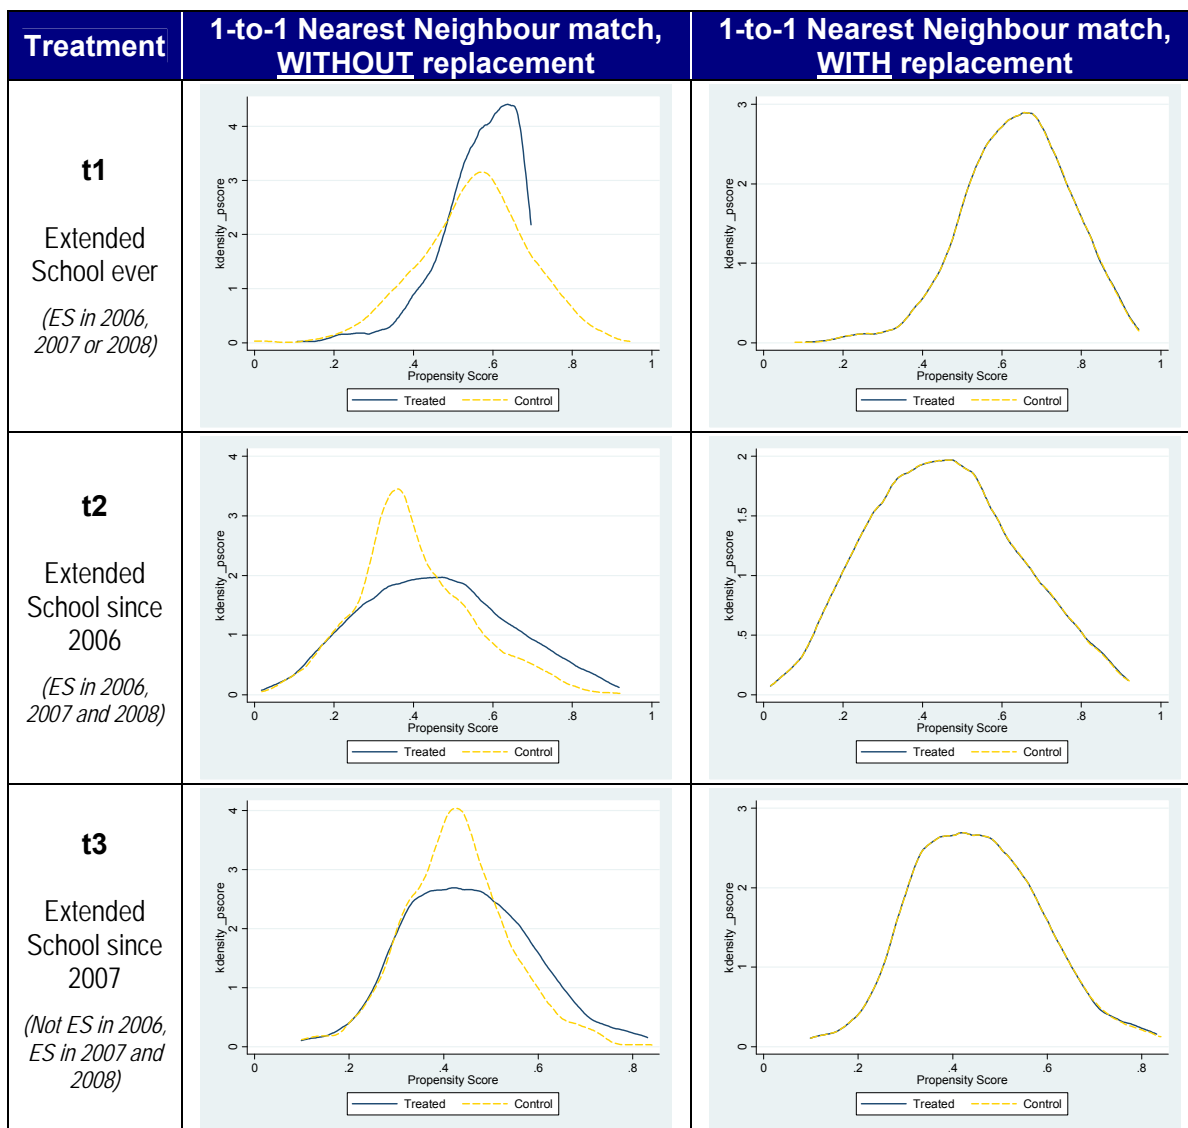 Treatment
1-to-1 Nearest Neighbour match,
WITHOUT replacement
1-to-1 Nearest Neighbour match,
WITH replacement
t1
Extended
School ever
(ES in 2006,
2007 or 2008)
kdensity _pscore
0 1 2 3 4
0 .2 .4 .6 .8 1
Propensity Score
Treated Control
kdensity _pscore
0 1 2 3
0 .2 .4 .6 .8 1
Propensity Score
Treated Control
t2
Extended
School since
2006
(ES in 2006,
2007 and 2008)
kdensity _pscore
0 1 2 3 4
0 .2 .4 .6 .8 1
Propensity Score
Treated Control
kdensity _pscore
0 .5 1 1.5 2
0 .2 .4 .6 .8 1
Propensity Score
Treated Control
t3
Extended
School since
2007
(Not ES in 2006,
ES in 2007 and
2008)
kdensity _pscore
0 1 2 3 4
0 .2 .4 .6 .8
Propensity Score
Treated Control
kdensity _pscore
0 1 2 3
0 .2 .4 .6 .8
Propensity Score
Treated Control